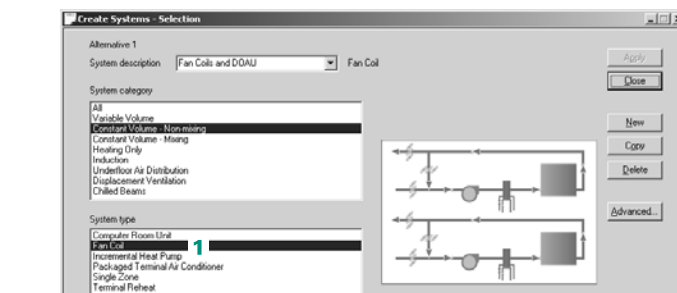 Create Systems - Selection
Alternative 1
System description Fan Coils and DOAU Fan Coil
Apply
Close
System category
All
Variable Volume
Constant Volume - Non-mixing
Constant Volume - Mixing
Heating Only
Induction
Underfloor Air Distribution
Displacement Ventilation
Chilled Beams
New
Copy
Delete
Advanced...
System type
Computer Room Unit
Fan Coil 1
Incremental Heat Pump
Packaged Terminal Air Conditioner
Single Zone
Terminal Reheat